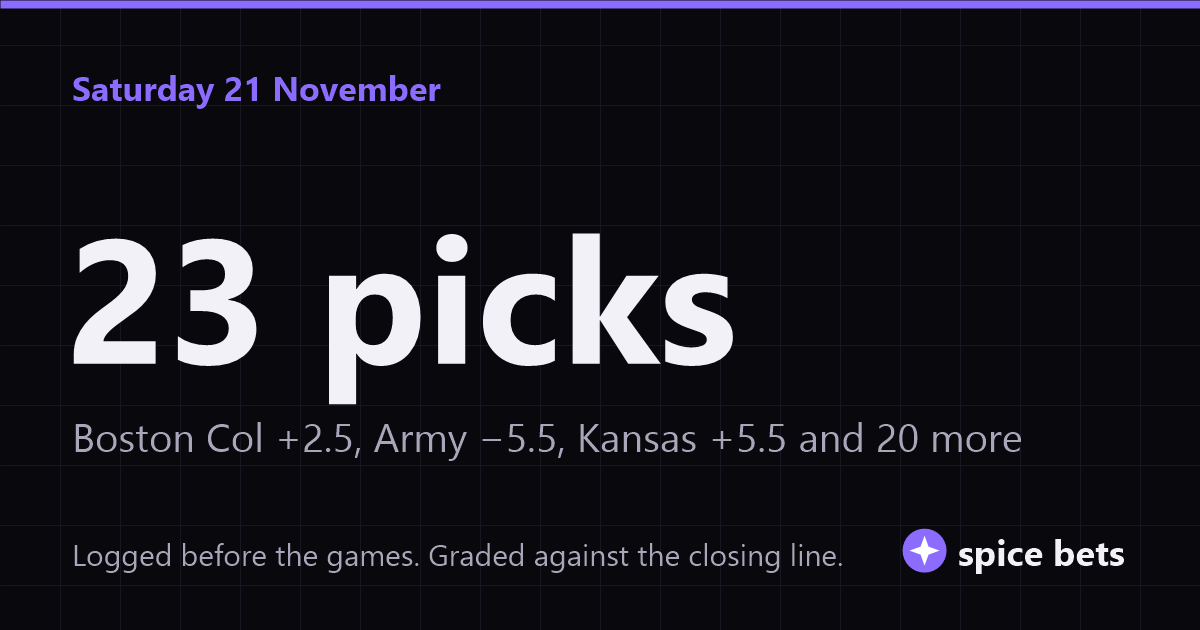 Saturday 21 November
23 picks
Boston Col +2.5, Army −5.5, Kansas +5.5 and 20 more
Logged before the games. Graded against the closing line.
spice bets